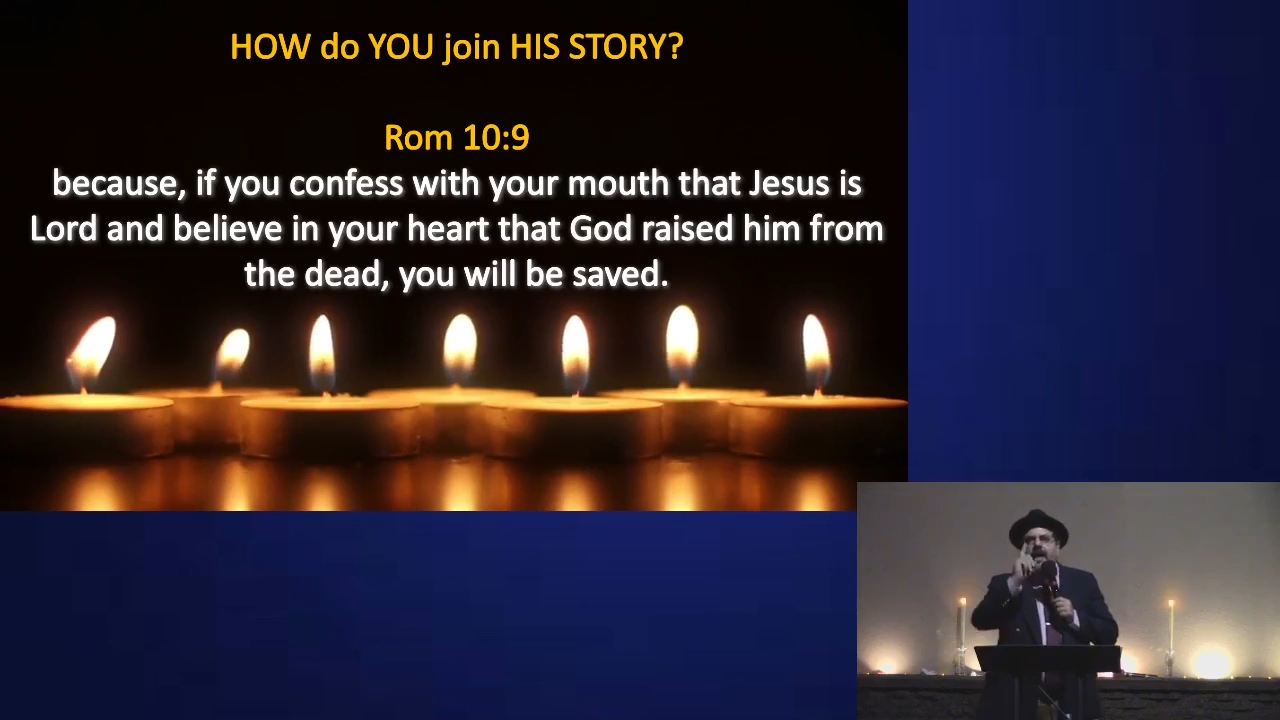 HOW do YOU join HIS STORY?
Rom 10:9
because, if you confess with your mouth that Jesus is
Lord and believe in your heart that God raised him from
the dead, you will be saved.